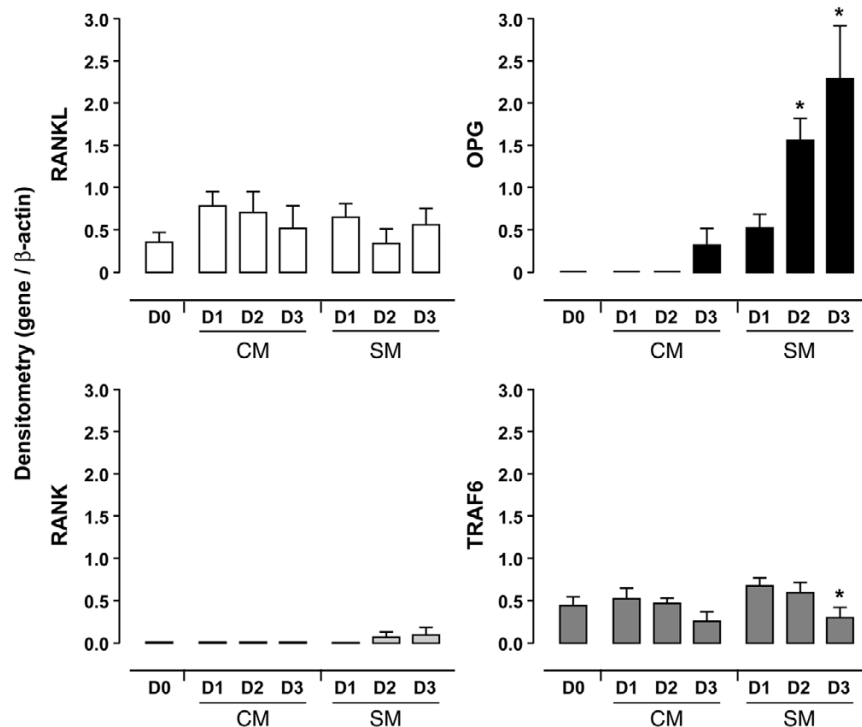 Densitometry (gene / β-actin)
RANKL
3.0
2.5
2.0
1.5
1.0
0.5
0
D0 D1 D2 D3 D1 D2 D3
CM SM
OPG
3.0
2.5
2.0
1.5
1.0
0.5
0
* *
D0 D1 D2 D3 D1 D2 D3
CM SM
RANK
3.0
2.5
2.0
1.5
1.0
0.5
0.0
D0 D1 D2 D3 D1 D2 D3
CM SM
TRAF6
3.0
2.5
2.0
1.5
1.0
0.5
0.0
*
D0 D1 D2 D3 D1 D2 D3
CM SM